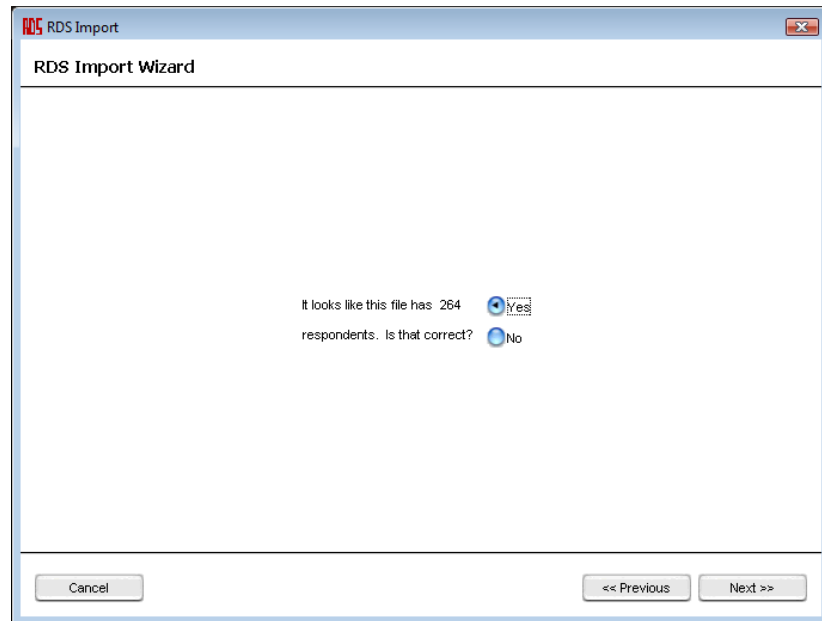 RDS RDS Import
RDS Import Wizard
It looks like this file has 264
Yes
respondents. Is that correct?
No
Cancel
<< Previous
Next >>